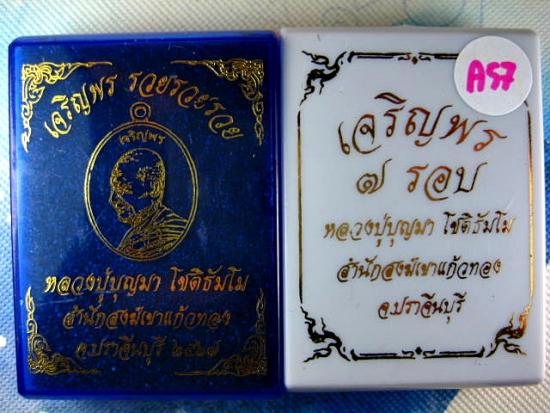 เจริญพร รวยรวยรวย
เจริญพร
หลวงปู่บุญมา โชติธัมโม
สำนักสงฆ์เขาแก้วทอง
จ.ปราจีนบุรี ๒๕๕๗
A57
เจริญพร
๗ รอบ
หลวงปู่บุญมา โชติธัมโม
สำนักสงฆ์เขาแก้วทอง
จ.ปราจีนบุรี